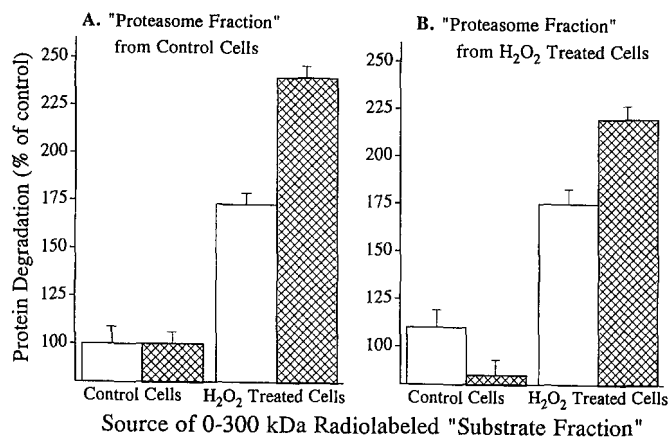 A. "Proteasome Fraction"
from Control Cells
B. "Proteasome Fraction"
from H₂O₂ Treated Cells
Protein Degradation (% of control)
250
225
200
175
150
125
100
250
225
200
175
150
125
100
Control Cells
H₂O₂ Treated Cells
Control Cells
H₂O₂ Treated Cells
Source of 0-300 kDa Radiolabeled "Substrate Fraction"